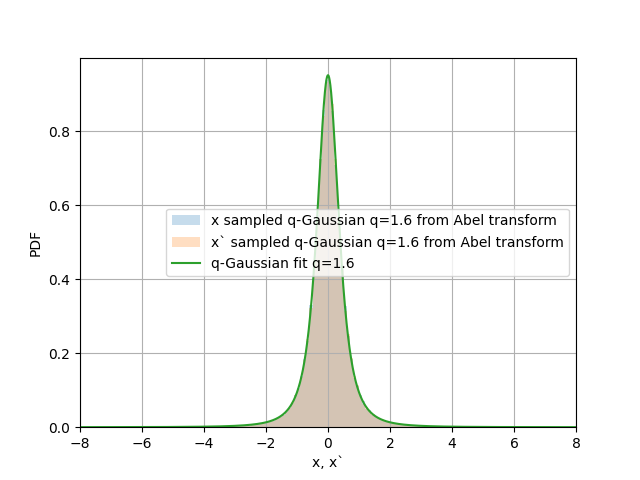 PDF
0.8
0.6
0.4
0.2
0.0
x sampled q-Gaussian q=1.6 from Abel transform
x` sampled q-Gaussian q=1.6 from Abel transform
q-Gaussian fit q=1.6
−8 −6 −4 −2 0 2 4 6 8
x, x`